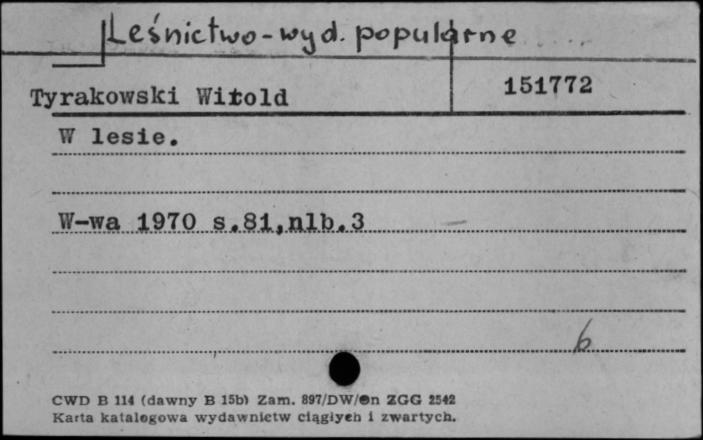 Leśnictwo-wyd. popularne
Tyrakowski Witold 151772
W lesie.
W-wa 1970 s.81,nlb.3
b
CWD B 114 (dawny B 15b) Zam. 897/DW/On ZGG 2542
Karta katalogowa wydawnictw ciągłych i zwartych.